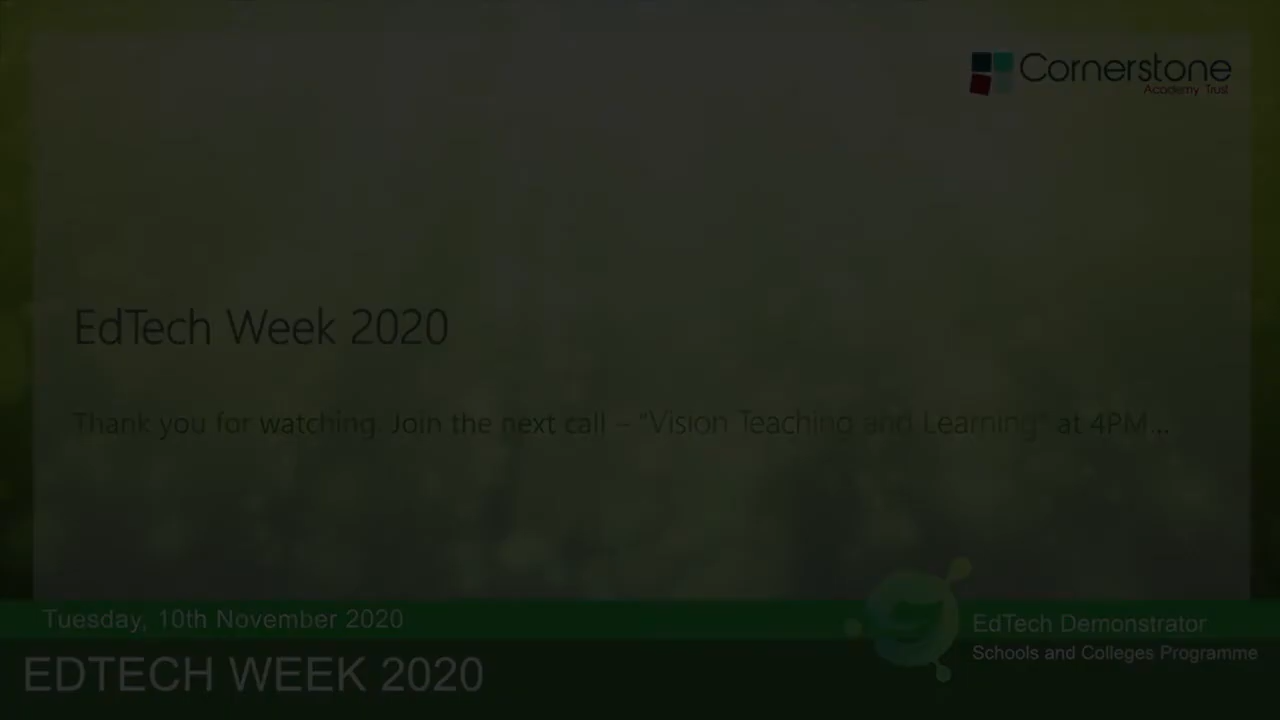 Cornerstone
Academy Trust
EdTech Week 2020
Thank you for watching. Join the next call – "Vision Teaching and Learning" at 4PM...
Tuesday, 10th November 2020
EdTech Demonstrator
Schools and Colleges Programme
EDTECH WEEK 2020